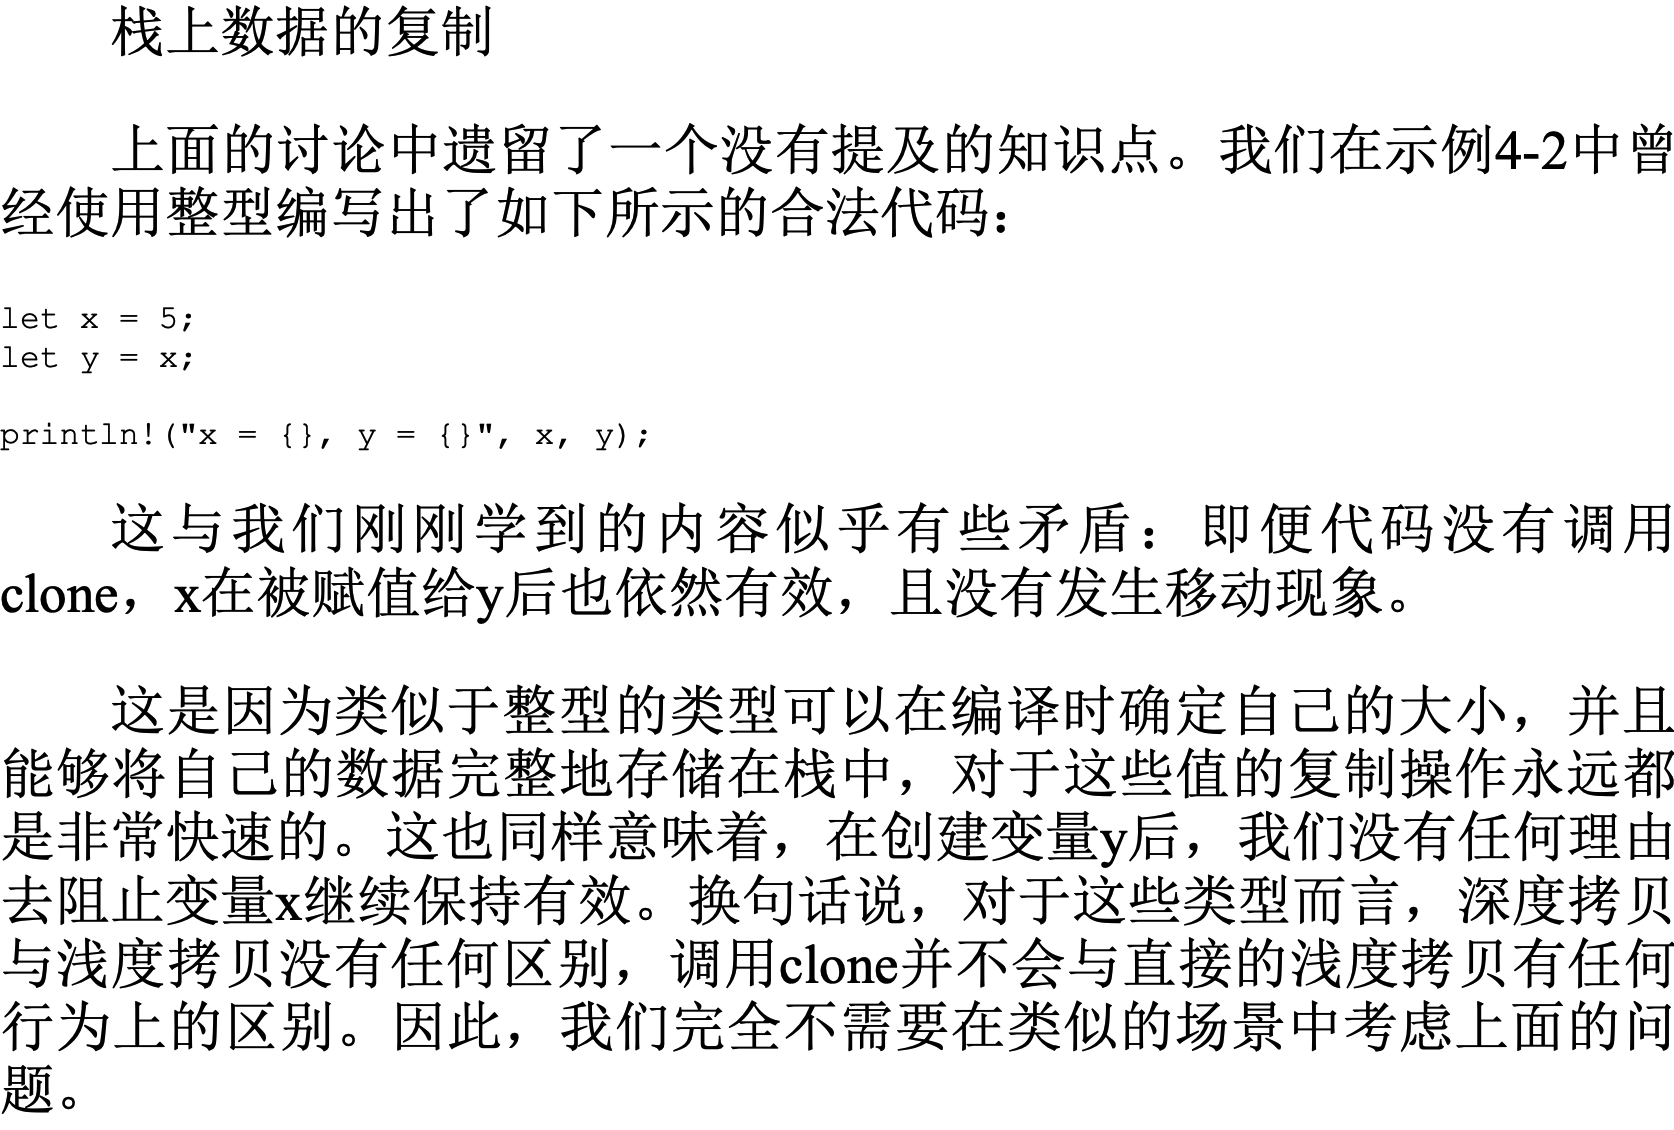 栈上数据的复制
上面的讨论中遗留了一个没有提及的知识点。我们在示例4-2中曾
经使用整型编写出了如下所示的合法代码：
let x = 5;
let y = x;
println!("x = {}, y = {}", x, y);
这与我们刚刚学到的内容似乎有些矛盾：即便代码没有调用
clone，x在被赋值给y后也依然有效，且没有发生移动现象。
这是因为类似于整型的类型可以在编译时确定自己的大小，并且
能够将自己的数据完整地存储在栈中，对于这些值的复制操作永远都
是非常快速的。这也同样意味着，在创建变量y后，我们没有任何理由
去阻止变量x继续保持有效。换句话说，对于这些类型而言，深度拷贝
与浅度拷贝没有任何区别，调用clone并不会与直接的浅度拷贝有任何
行为上的区别。因此，我们完全不需要在类似的场景中考虑上面的问
题。